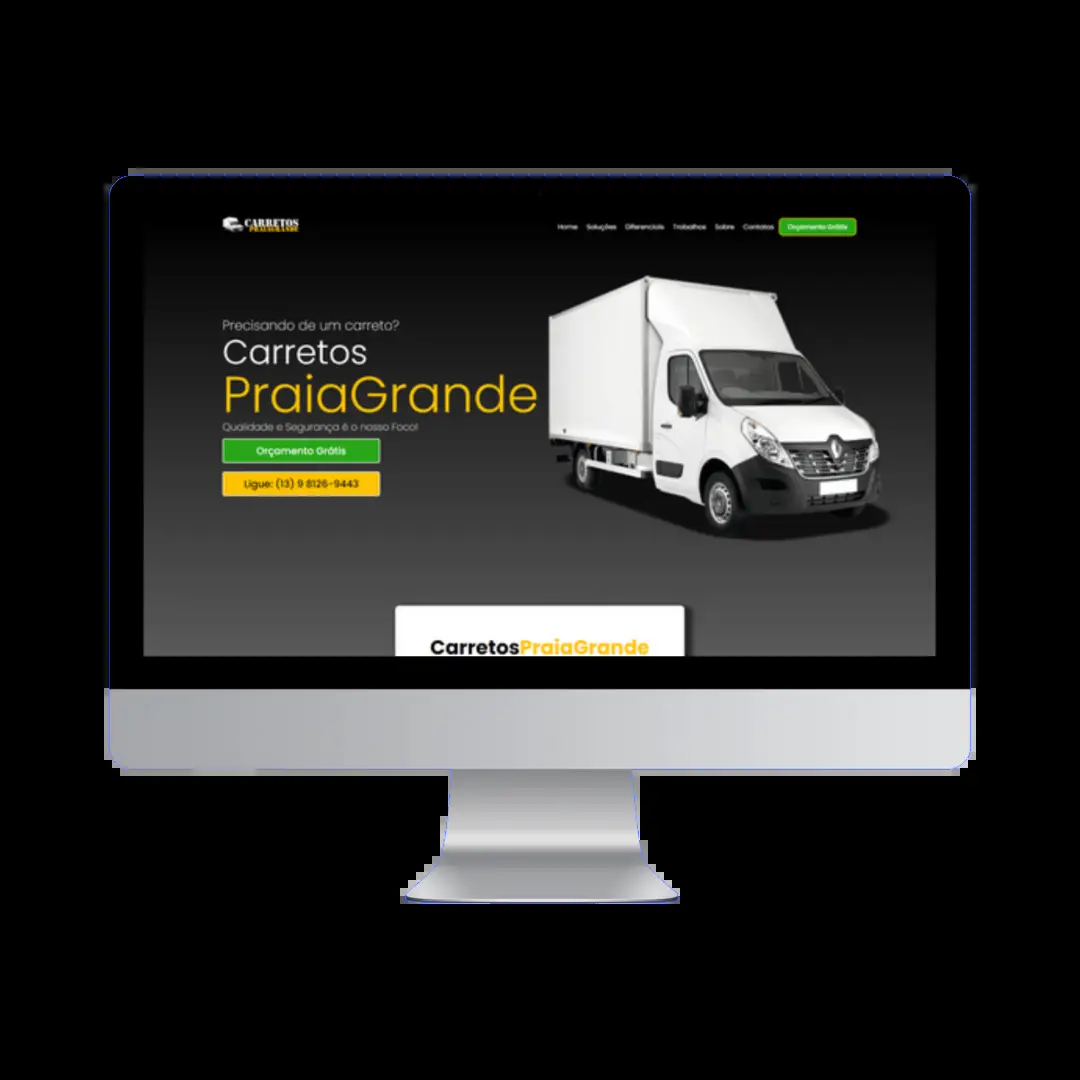 CARRETOS
PRAIAGRANDE
Home Soluções Diferenciais Trabalhos Sobre Contatos Orçamento Grátis
Precisando de um carreto?
Carretos
PraiaGrande
Qualidade e Segurança é o nosso Foco!
Orçamento Grátis
Ligue: (13) 9 8126-9443
CarretosPraiaGrande